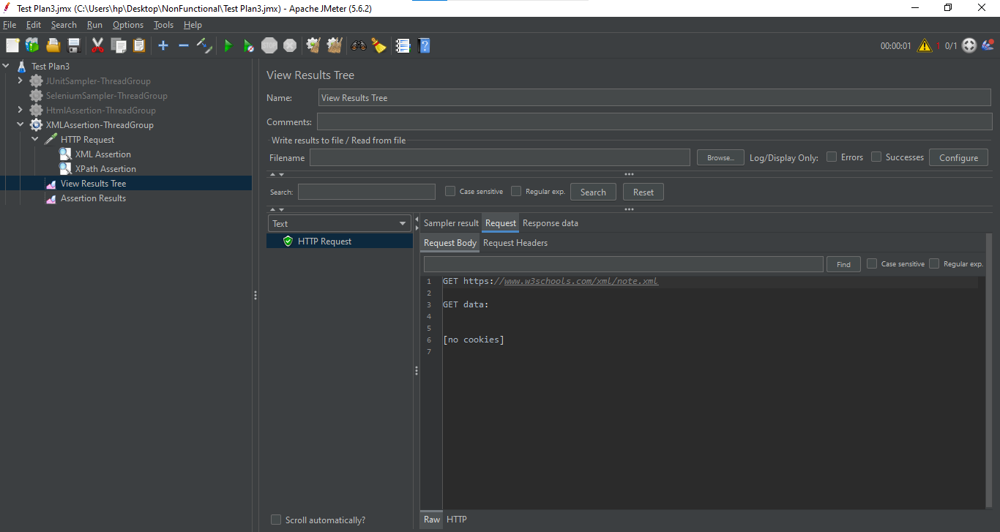 Test Plan3.jmx (C:\Users\hp\Desktop\NonFunctional\Test Plan3.jmx) - Apache JMeter (5.6.2)
File Edit Search Run Options Tools Help
STOP 00:00:01 1 0/1
Test Plan3
JUnitSampler-ThreadGroup
SeleniumSampler-ThreadGroup
HtmlAssertion-ThreadGroup
XMLAssertion-ThreadGroup
HTTP Request
XML Assertion
XPath Assertion
View Results Tree
Assertion Results
View Results Tree
Name: View Results Tree
Comments:
Write results to file / Read from file
Filename Browse... Log/Display Only: Errors Successes Configure
Search: Case sensitive Regular exp. Search Reset
Text
HTTP Request
Sampler result Request Response data
Request Body Request Headers
Find Case sensitive Regular exp.
1 GET https://www.w3schools.com/xml/note.xml
2
3 GET data:
4
5
6 [no cookies]
7
Scroll automatically?
Raw HTTP